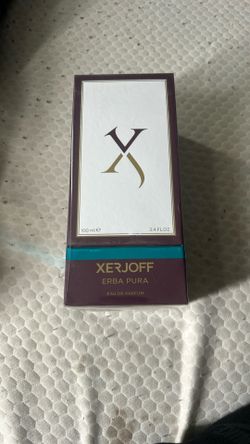 X
100 ml ℮ 3.4 FL.OZ
XERJOFF
ERBA PURA
EAU DE PARFUM